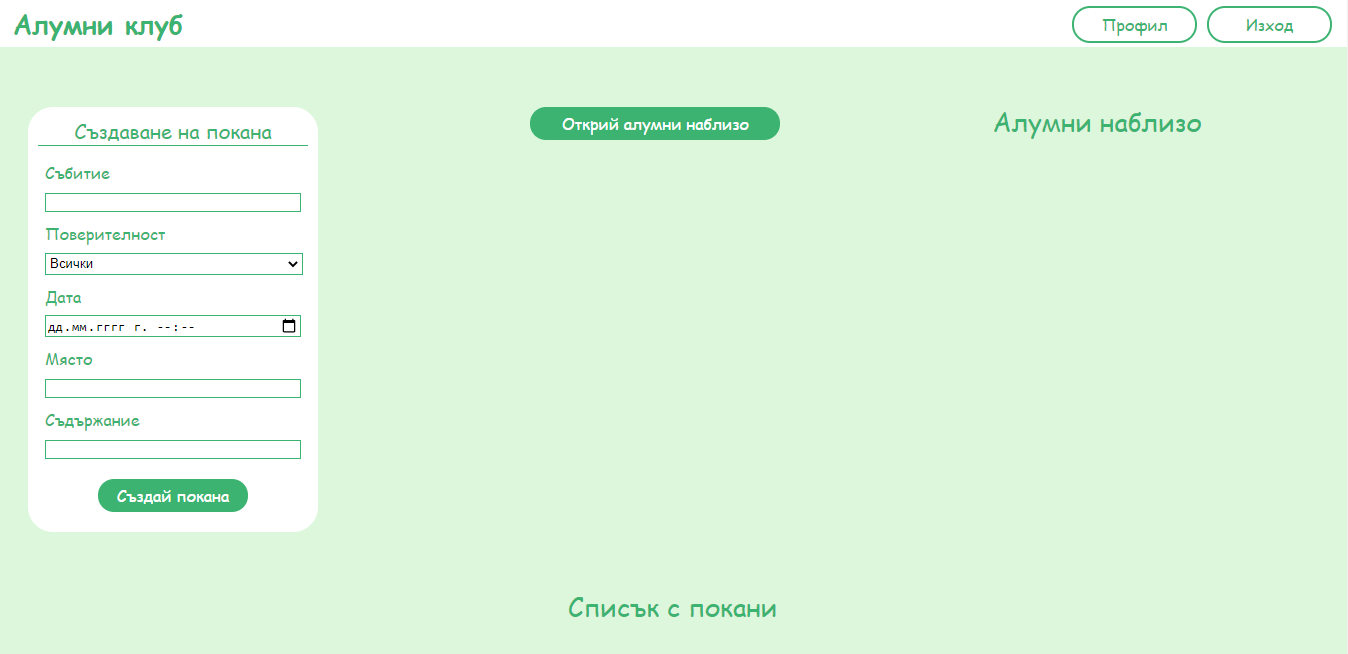 Алумни клуб
Профил
Изход
Създаване на покана
Събитие
Поверителност
Всички
Дата
дд.мм.гггг г. --:--
Място
Съдържание
Създай покана
Открий алумни наблизо
Алумни наблизо
Списък с покани